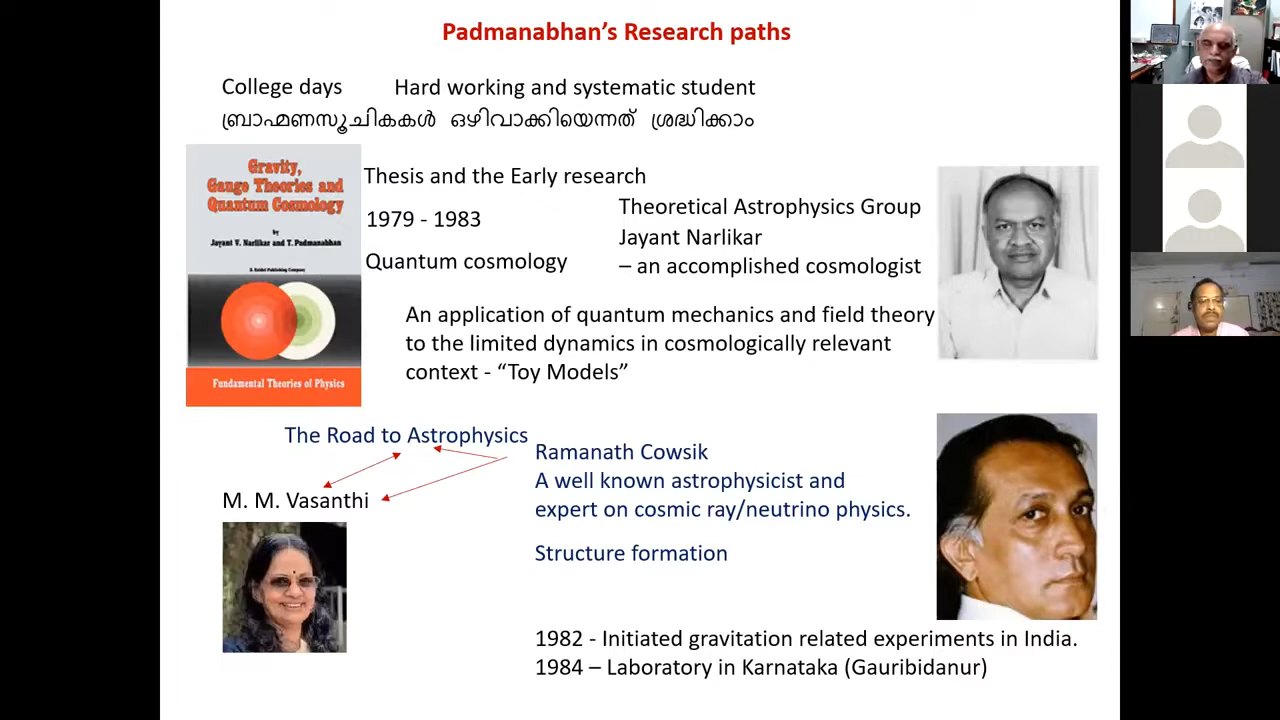 Padmanabhan’s Research paths
College days
Hard working and systematic student
ബ്രാഹ്മണസൂചികകൾ ഒഴിവാക്കിയെന്നത് ശ്രദ്ധിക്കാം
Gravity,
Gauge Theories and
Quantum Cosmology
by
Jayant V. Narlikar and T. Padmanabhan
D. Reidel Publishing Company
Fundamental Theories of Physics
Thesis and the Early research
1979 - 1983
Quantum cosmology
Theoretical Astrophysics Group
Jayant Narlikar
– an accomplished cosmologist
An application of quantum mechanics and field theory
to the limited dynamics in cosmologically relevant
context - “Toy Models”
The Road to Astrophysics
M. M. Vasanthi
Ramanath Cowsik
A well known astrophysicist and
expert on cosmic ray/neutrino physics.
Structure formation
1982 - Initiated gravitation related experiments in India.
1984 – Laboratory in Karnataka (Gauribidanur)